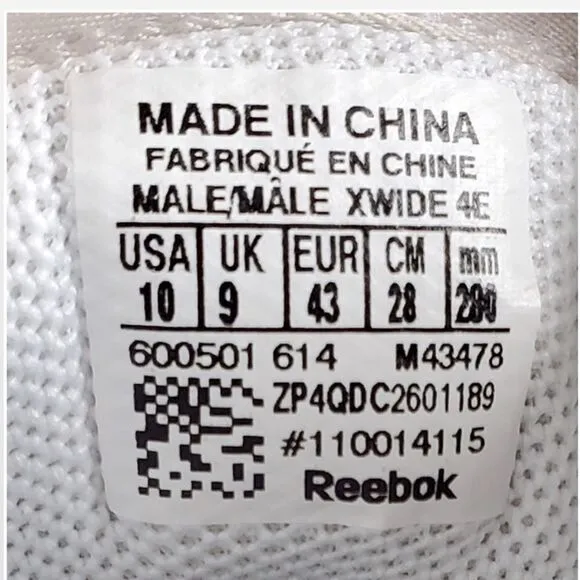 MADE IN CHINA
FABRIQUÉ EN CHINE
MALE/MÂLE XWIDE 4E
USA UK EUR CM mm
10 9 43 28
600501 614 M43478
ZP4QDC2601189
#110014115
Reebok